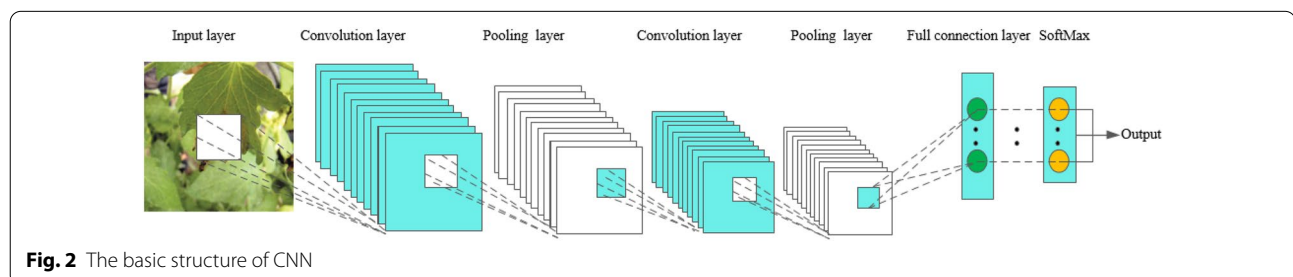 Input layer Convolution layer Pooling layer Convolution layer Pooling layer Full connection layer SoftMax
Output
Fig. 2 The basic structure of CNN